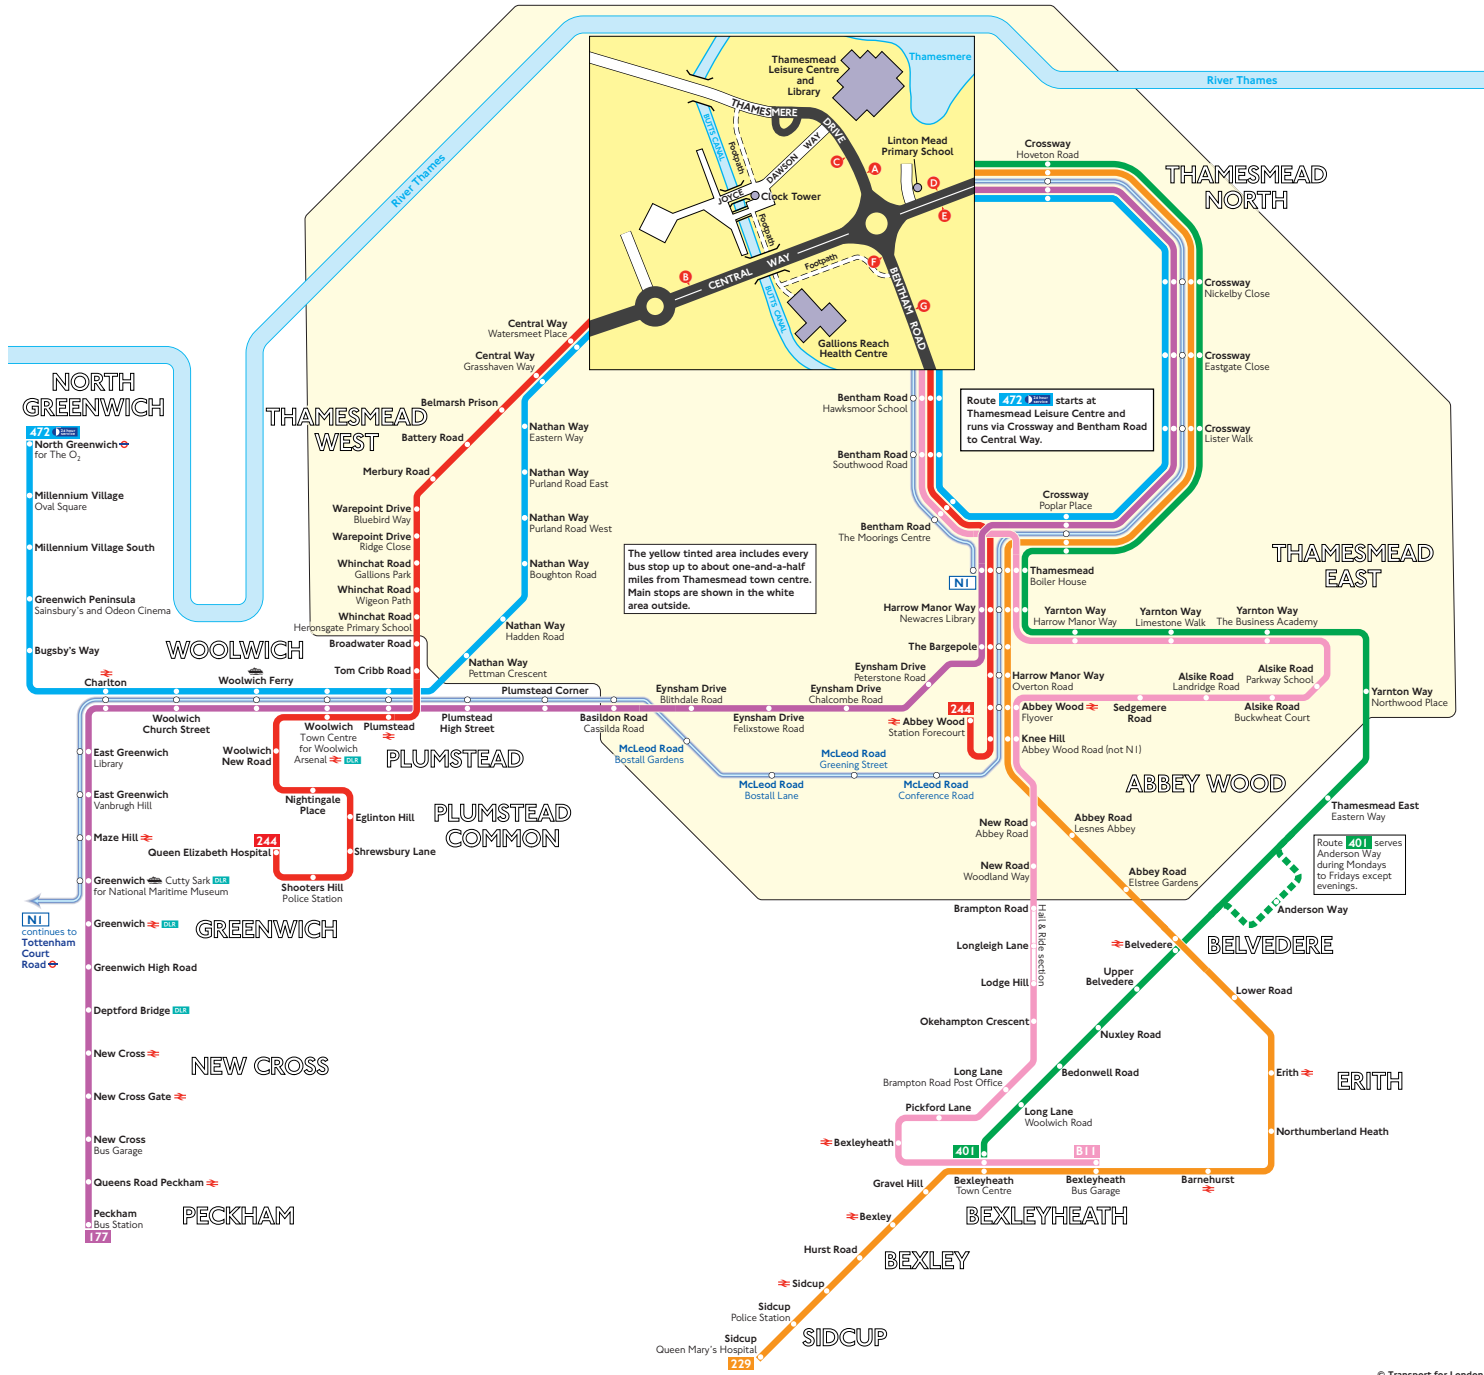 River Thames
River Thames
Thamesmere
Thamesmead
Leisure Centre
and
Library
THAMESMERE
DRIVE
BUTTS CANAL
Footpath
DAWSON WAY
Linton Mead
Primary School
C
A
D
E
JOYCE
Clock Tower
Footpath
B
CENTRAL WAY
Footpath
F
BENTHAM ROAD
G
BUTTS CANAL
Gallions Reach
Health Centre
Crossway
Hoveton Road
THAMESMEAD
NORTH
Crossway
Nickelby Close
Crossway
Eastgate Close
Crossway
Lister Walk
Crossway
Poplar Place
Route 472 24 hour service starts at
Thamesmead Leisure Centre and
runs via Crossway and Bentham Road
to Central Way.
Bentham Road
Hawksmoor School
Bentham Road
Southwood Road
Bentham Road
The Moorings Centre
N1
THAMESMEAD
EAST
Central Way
Watersmeet Place
Central Way
Grasshaven Way
Belmarsh Prison
Battery Road
Merbury Road
THAMESMEAD
WEST
Warepoint Drive
Bluebird Way
Warepoint Drive
Ridge Close
Whinchat Road
Gallions Park
Whinchat Road
Wigeon Path
Whinchat Road
Heronsgate Primary School
Broadwater Road
Tom Cribb Road
Nathan Way
Eastern Way
Nathan Way
Purland Road East
Nathan Way
Purland Road West
Nathan Way
Boughton Road
Nathan Way
Hadden Road
Nathan Way
Pettman Crescent
The yellow tinted area includes every
bus stop up to about one-and-a-half
miles from Thamesmead town centre.
Main stops are shown in the white
area outside.
NORTH
GREENWICH
472 24 hour service
North Greenwich
for The O2
Millennium Village
Oval Square
Millennium Village South
Greenwich Peninsula
Sainsbury's and Odeon Cinema
Bugsby's Way
WOOLWICH
Charlton
Woolwich Ferry
Woolwich
Church Street
Woolwich
Town Centre
for Woolwich
Arsenal DLR
Plumstead
Plumstead
High Street
Plumstead Corner
Basildon Road
Cassilda Road
Eynsham Drive
Blithdale Road
Eynsham Drive
Felixstowe Road
Eynsham Drive
Chalcombe Road
Eynsham Drive
Peterstone Road
The Bargepole
Harrow Manor Way
Newacres Library
Thamesmead
Boiler House
Yarnton Way
Harrow Manor Way
Yarnton Way
Limestone Walk
Yarnton Way
The Business Academy
Alsike Road
Parkway School
Alsike Road
Landridge Road
Alsike Road
Buckwheat Court
Sedgemere
Road
Yarnton Way
Northwood Place
Harrow Manor Way
Overton Road
Abbey Wood
Flyover
Knee Hill
Abbey Wood Road (not N1)
244
Abbey Wood
Station Forecourt
McLeod Road
Bostall Gardens
McLeod Road
Bostall Lane
McLeod Road
Greening Street
McLeod Road
Conference Road
ABBEY WOOD
PLUMSTEAD
PLUMSTEAD
COMMON
Woolwich
New Road
Nightingale
Place
Eglinton Hill
Shrewsbury Lane
Shooters Hill
Police Station
244
Queen Elizabeth Hospital
East Greenwich
Library
East Greenwich
Vanbrugh Hill
Maze Hill
Greenwich Cutty Sark DLR
for National Maritime Museum
N1
continues to
Tottenham
Court
Road
Greenwich DLR
GREENWICH
Greenwich High Road
Deptford Bridge DLR
New Cross
NEW CROSS
New Cross Gate
New Cross
Bus Garage
Queens Road Peckham
Peckham
Bus Station
177
PECKHAM
New Road
Abbey Road
New Road
Woodland Way
Brampton Road
Longleigh Lane
Lodge Hill
Hail & Ride section
Okehampton Crescent
Long Lane
Brampton Road Post Office
Pickford Lane
Bexleyheath
Abbey Road
Lesnes Abbey
Abbey Road
Elstree Gardens
Thamesmead East
Eastern Way
Route 401 serves
Anderson Way
during Mondays
to Fridays except
evenings.
Anderson Way
BELVEDERE
Belvedere
Upper
Belvedere
Lower Road
Nuxley Road
Bedonwell Road
Long Lane
Woolwich Road
Erith
ERITH
Northumberland Heath
401
B11
Bexleyheath
Town Centre
Bexleyheath
Bus Garage
Barnehurst
BEXLEYHEATH
Gravel Hill
Bexley
BEXLEY
Hurst Road
Sidcup
Sidcup
Police Station
SIDCUP
Sidcup
Queen Mary's Hospital
229
© Transport for London